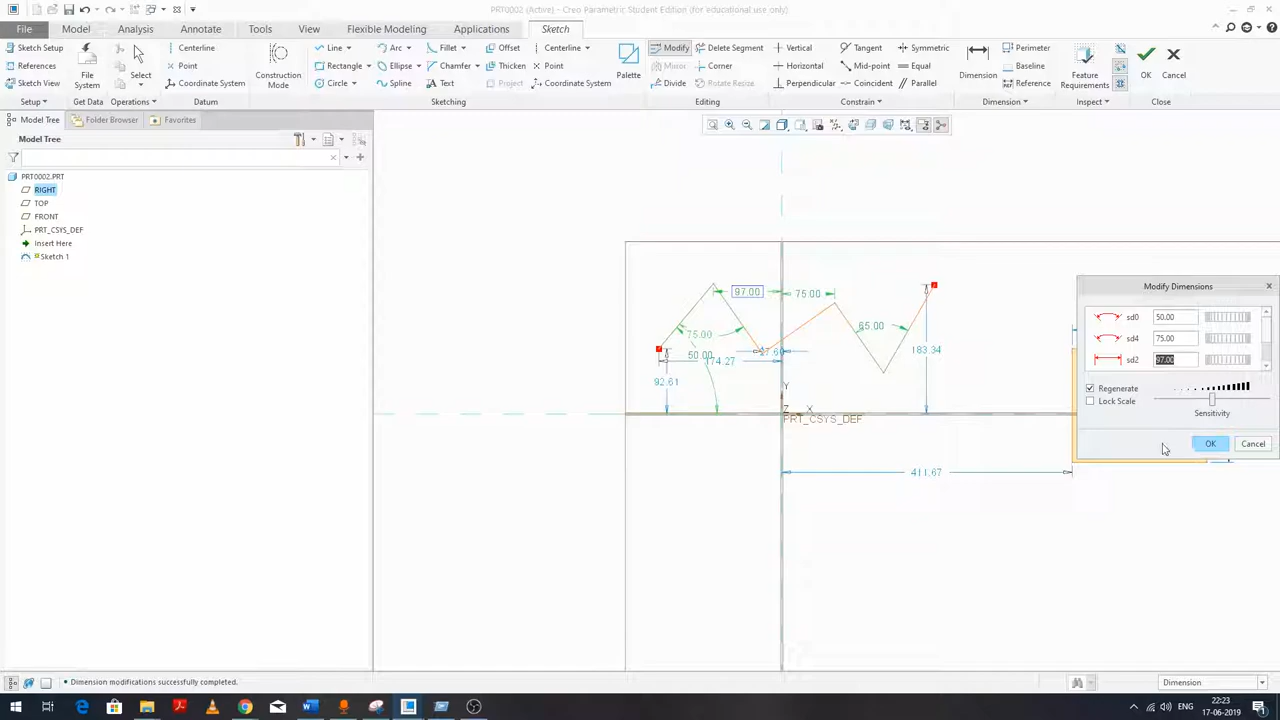 PRT0002 (Active) - Creo Parametric Student Edition (for educational use only)
File Model Analysis Annotate Tools View Flexible Modeling Applications Sketch
Sketch Setup Centerline Line Arc Fillet Offset Centerline Modify Delete Segment Vertical Tangent Symmetric Perimeter
References Point Rectangle Ellipse Chamfer Thicken Point Mirror Corner Horizontal Mid-point Equal Baseline
File System Select Construction Mode Palette Dimension Feature Requirements OK Cancel
Sketch View Coordinate System Circle Spline Text Project Coordinate System Divide Rotate Resize Perpendicular Coincident Parallel Reference
Setup Get Data Operations Datum Sketching Editing Constrain Dimension Inspect Close
Model Tree Folder Browser Favorites
Model Tree
PRT0002.PRT
RIGHT
TOP
FRONT
PRT_CSYS_DEF
Insert Here
Sketch 1
97.00 75.00
75.00 65.00
50.00
174.27
183.34
92.61
Y
Z X
PRT_CSYS_DEF
411.67
Modify Dimensions
sd0 50.00
sd4 75.00
sd2 97.00
Regenerate
Lock Scale
Sensitivity
OK Cancel
Dimension modifications successfully completed.
Dimension
ENG
22:23
17-06-2019